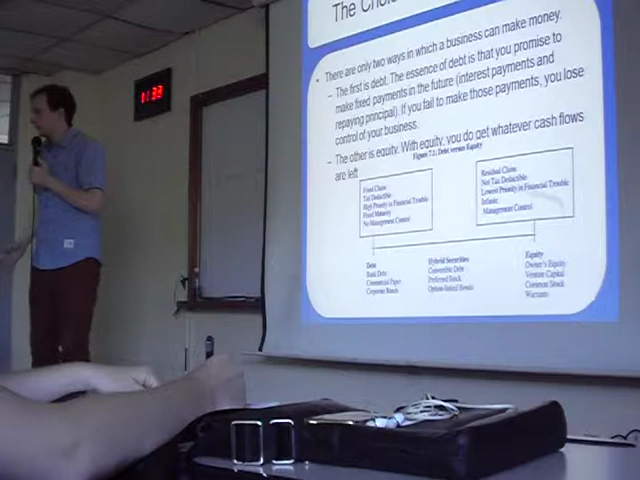 The
11:33
There are only two ways in which a business can make money.
– The first is debt. The essence of debt is that you promise to
make fixed payments in the future (interest payments and
repaying principal). If you fail to make those payments, you lose
control of your business.
– The other is equity. With equity, you do get whatever cash flows
are left
Figure 7.1: Debt versus Equity
Fixed Claim
Tax Deductible
High Priority in Financial Trouble
Fixed Maturity
No Management Control
Residual Claim
Not Tax Deductible
Lowest Priority in Financial Trouble
Infinite
Management Control
Debt
Bank Debt
Commercial Paper
Corporate Bonds
Hybrid Securities
Convertible Debt
Preferred Stock
Option-linked Bonds
Equity
Owner's Equity
Venture Capital
Common Stock
Warrants